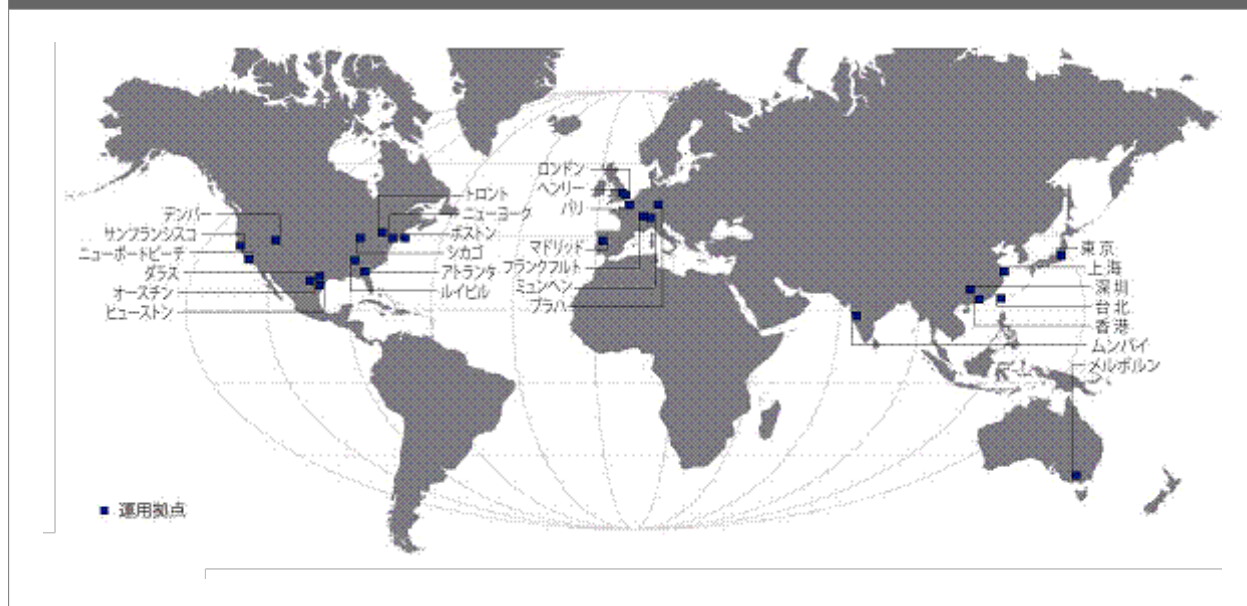 デンバー
サンフランシスコ
ニューポートビーチ
ダラス
オースチン
ヒューストン
トロント
ニューヨーク
ボストン
シカゴ
アトランタ
ルイビル
ロンドン
ヘンリー
パリ
マドリッド
フランクフルト
ミュンヘン
プラハ
東京
上海
深圳
台北
香港
ムンバイ
メルボルン
運用拠点